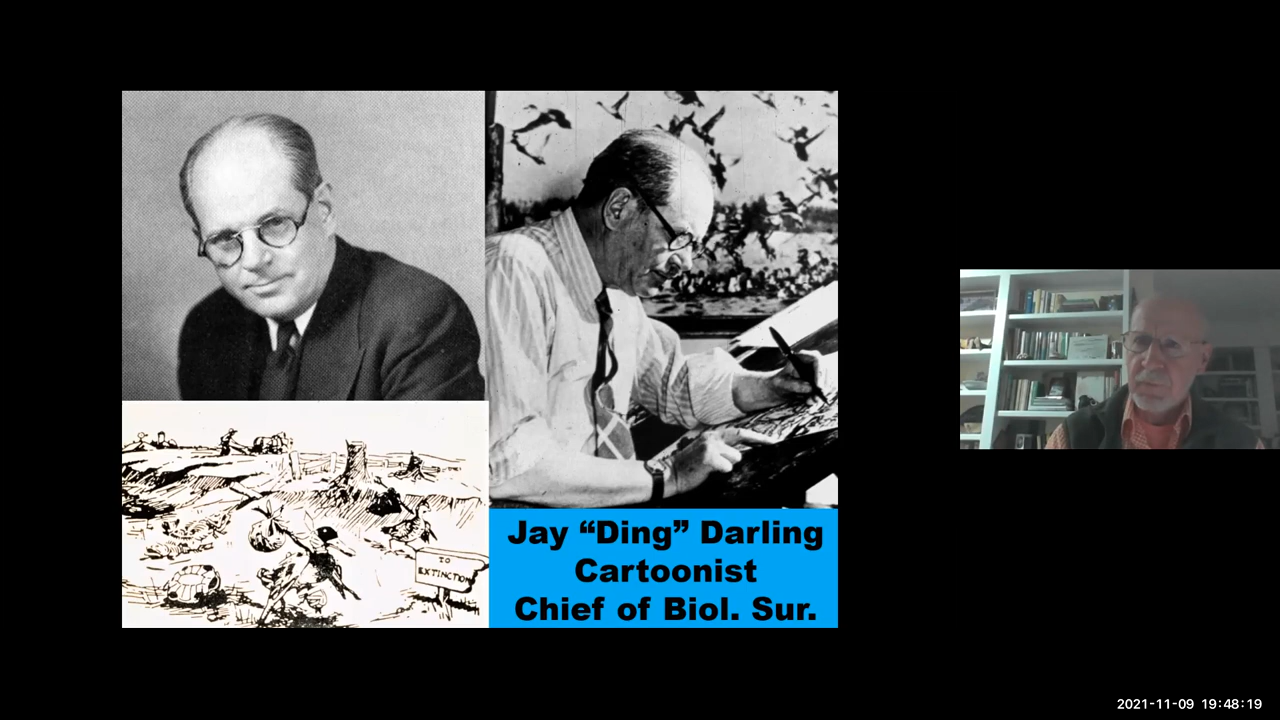 TO
EXTINCTION
Jay “Ding” Darling
Cartoonist
Chief of Biol. Sur.
2021-11-09 19:48:19